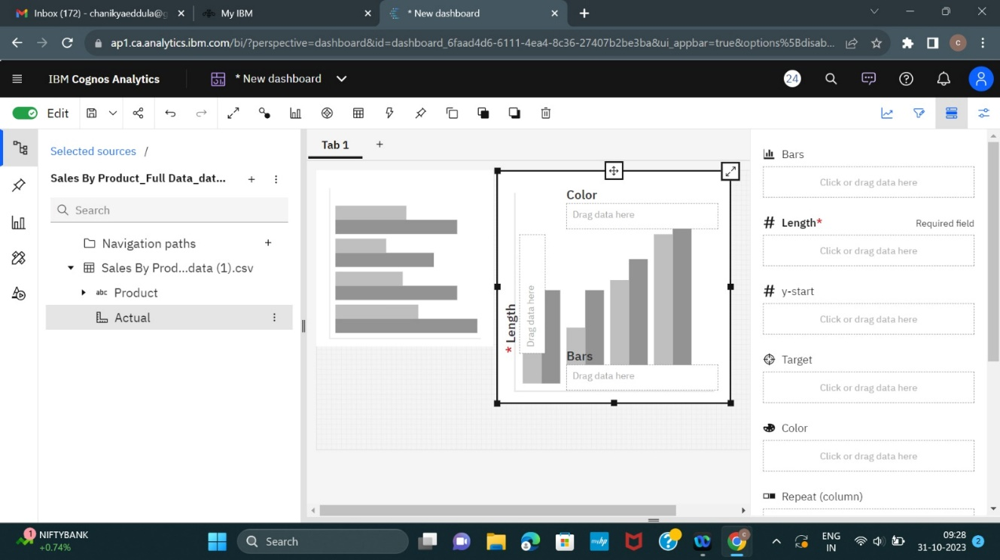 Inbox (172) - chanikyaeddula@g
My IBM
* New dashboard
ap1.ca.analytics.ibm.com/bi/?perspective=dashboard&id=dashboard_6faad4d6-6111-4ea4-8c36-27407b2be3ba&ui_appbar=true&options%5Bdisab...
C
IBM Cognos Analytics
* New dashboard
24
Edit
Selected sources /
Sales By Product_Full Data_dat...
Search
Navigation paths
Sales By Prod...data (1).csv
abc Product
Actual
Tab 1
Color
Drag data here
* Length
Drag data here
Bars
Drag data here
Bars
Click or drag data here
# Length* Required field
Click or drag data here
# y-start
Click or drag data here
Target
Click or drag data here
Color
Click or drag data here
Repeat (column)
1
NIFTYBANK
+0.74%
Search
myhp
C
ENG
IN
09:28
31-10-2023
2